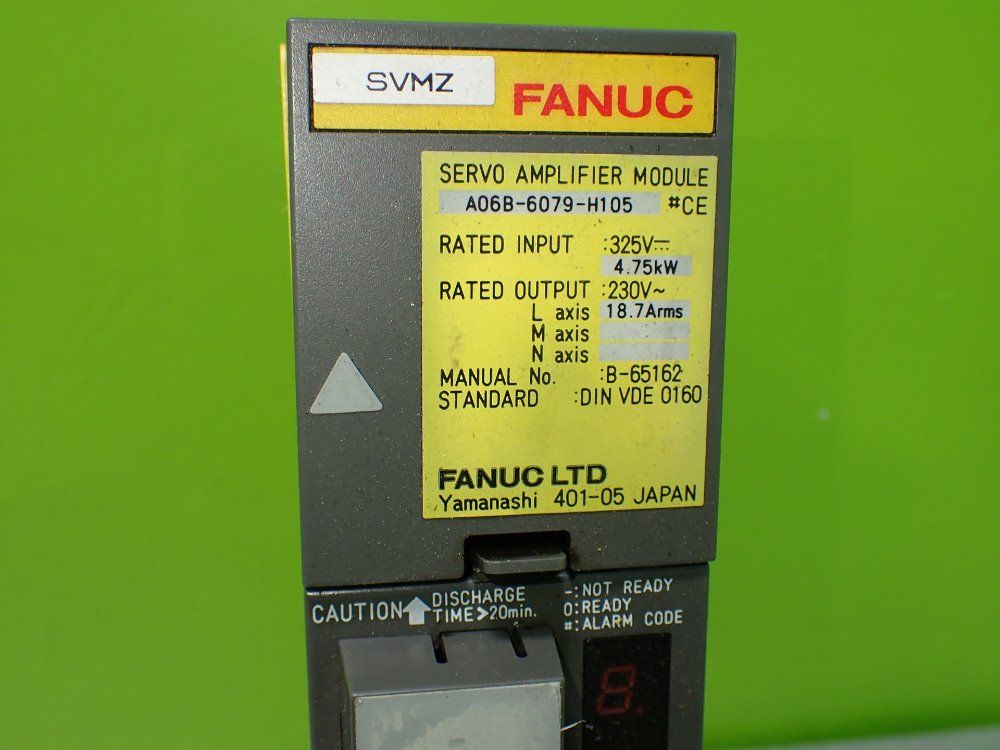 SVMZ FANUC
SERVO AMPLIFIER MODULE
A06B-6079-H105 #CE
RATED INPUT :325V⎓
4.75kW
RATED OUTPUT :230V~
L axis 18.7Arms
M axis
N axis
MANUAL No. :B-65162
STANDARD :DIN VDE 0160
FANUC LTD
Yamanashi 401-05 JAPAN
CAUTION DISCHARGE
TIME>20min.
-:NOT READY
0:READY
#:ALARM CODE
8.